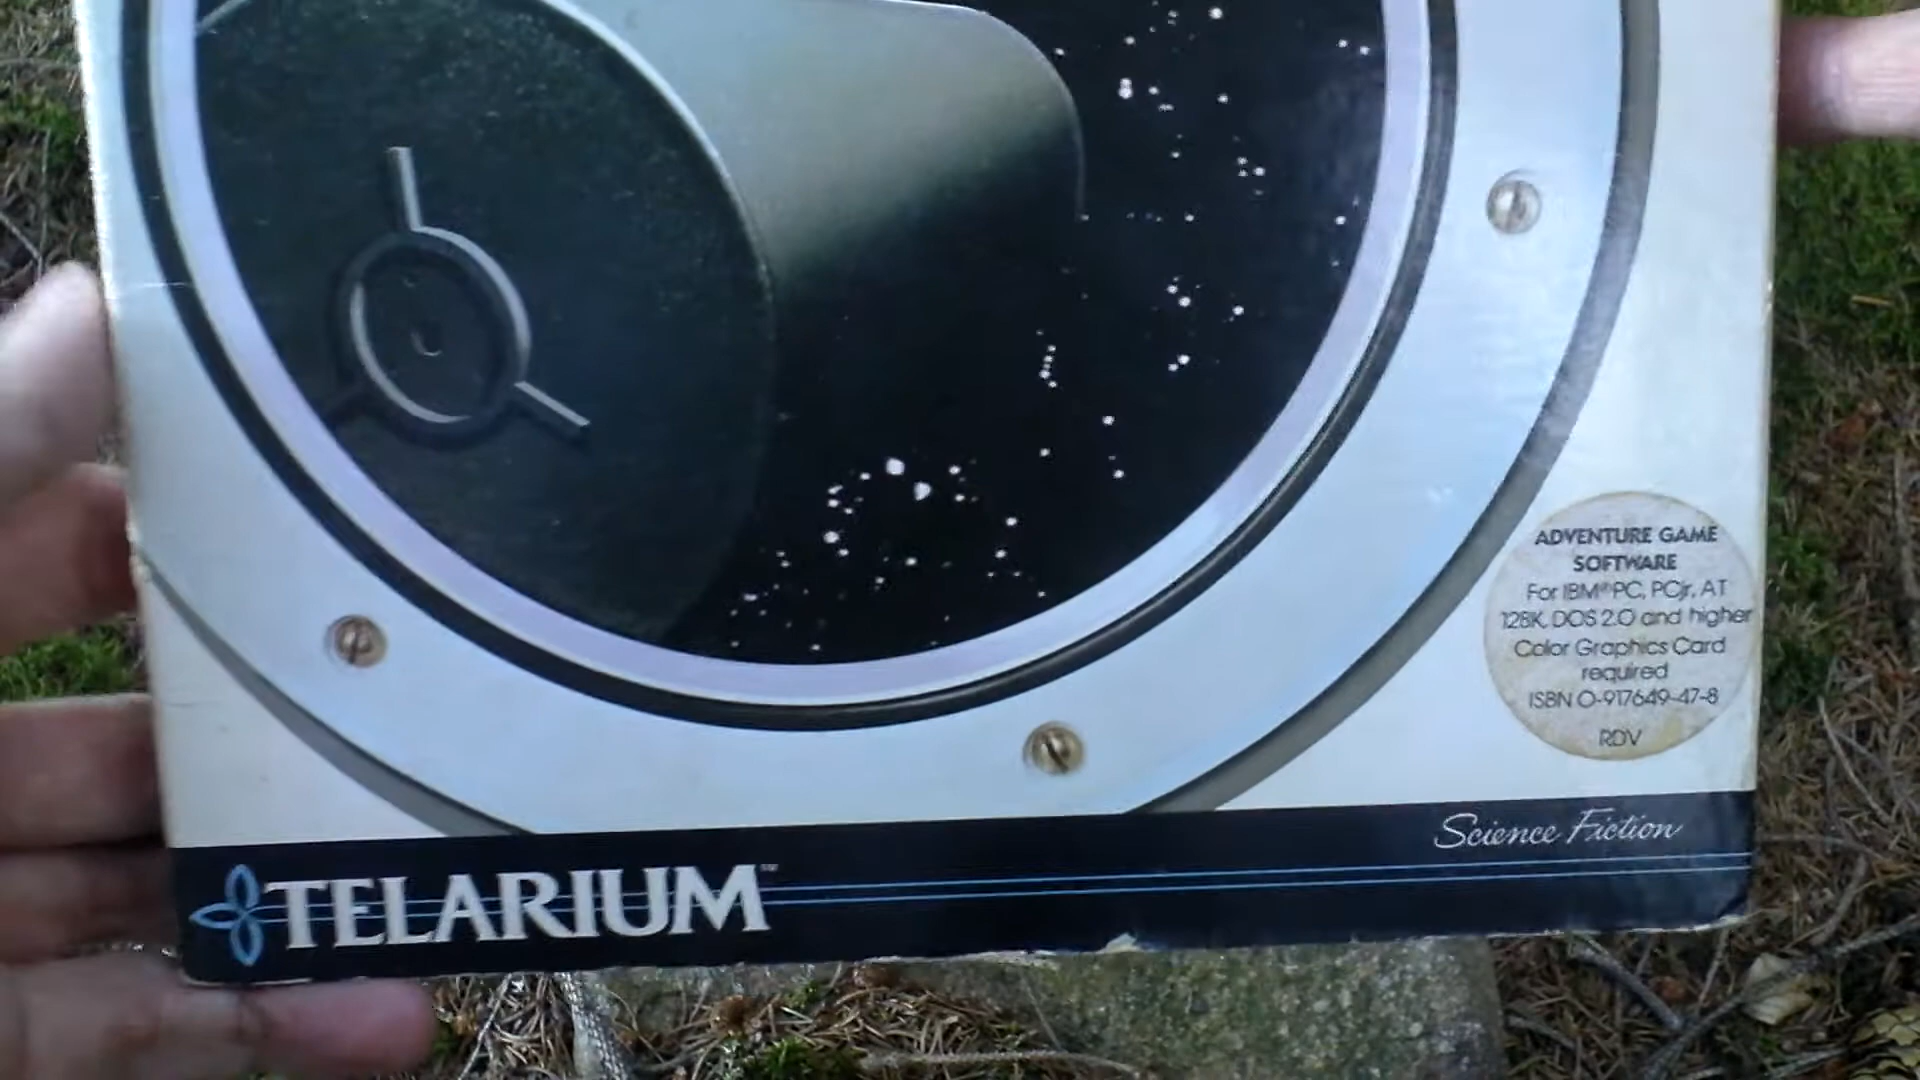 ADVENTURE GAME
SOFTWARE
For IBM® PC, PCjr, AT
128K, DOS 2.0 and higher
Color Graphics Card
required
ISBN 0-917649-47-8
RDV
Science Fiction
TELARIUM™